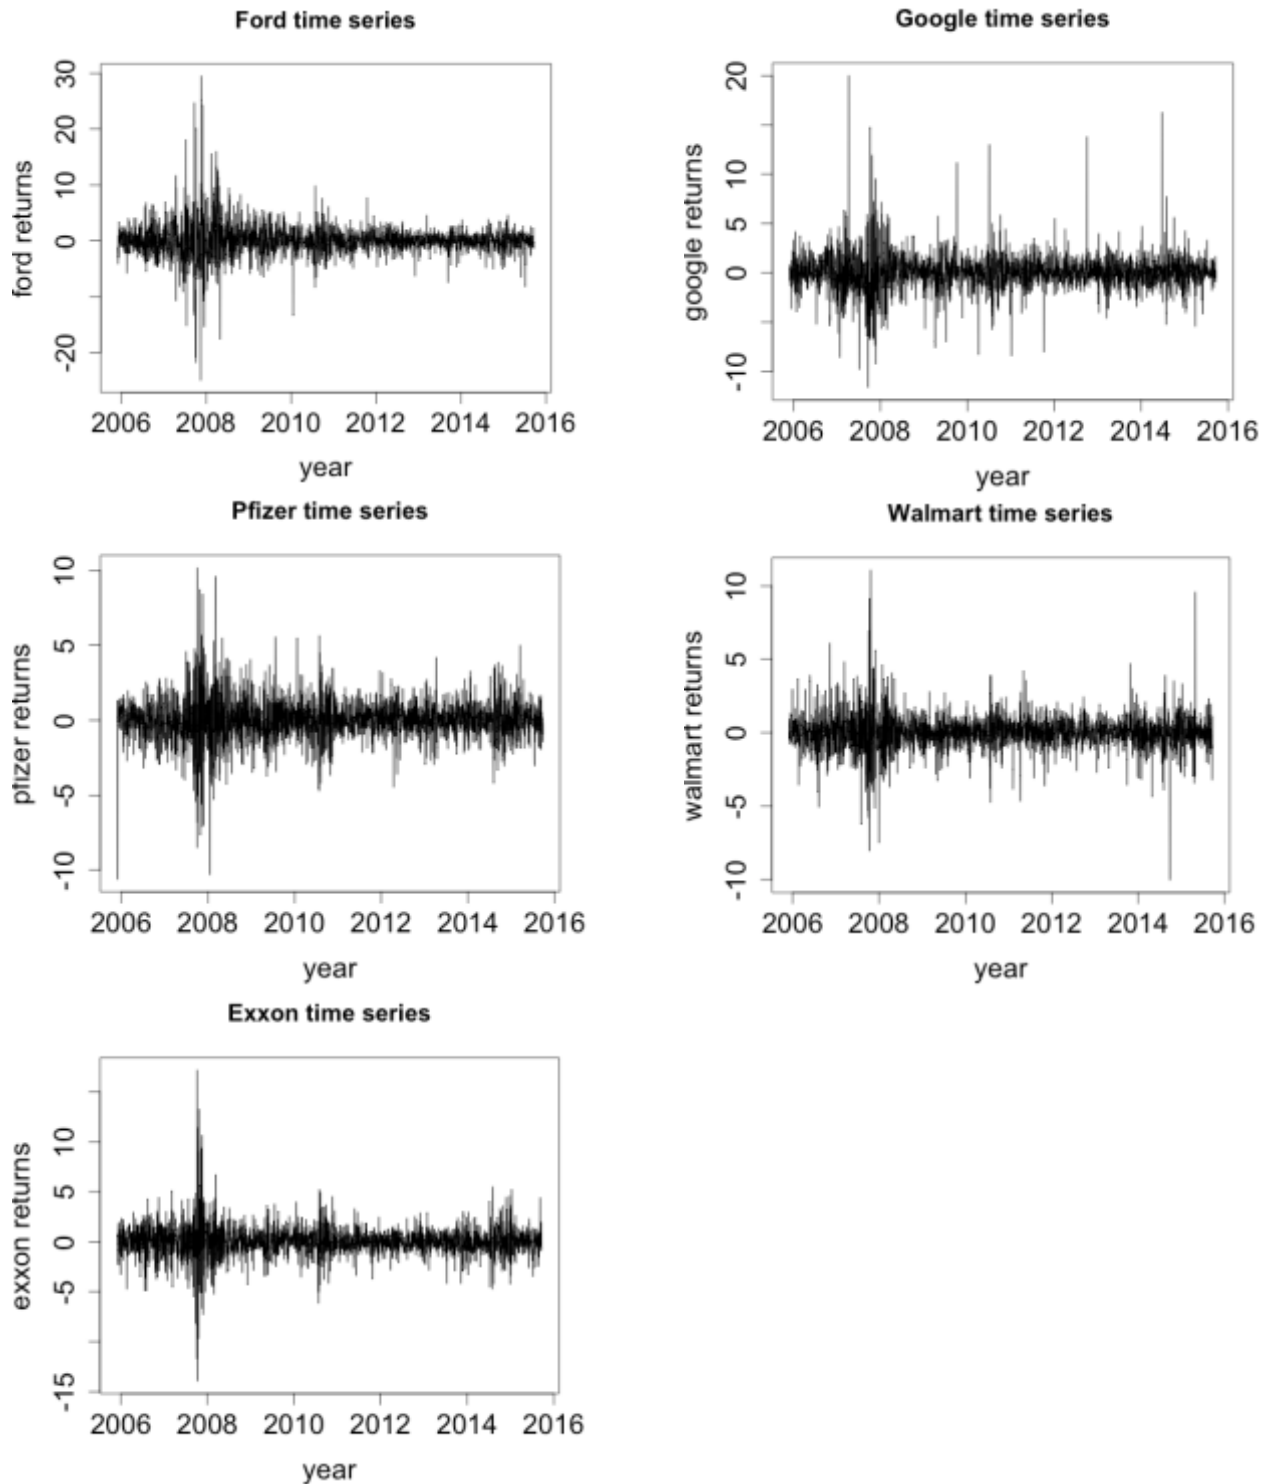 Ford time series
30
20
10
0
-20
ford returns
2006 2008 2010 2012 2014 2016
year
Google time series
20
10
5
0
-10
google returns
2006 2008 2010 2012 2014 2016
year
Pfizer time series
10
5
0
-5
-10
pfizer returns
2006 2008 2010 2012 2014 2016
year
Walmart time series
10
5
0
-5
-10
walmart returns
2006 2008 2010 2012 2014 2016
year
Exxon time series
10
5
0
-5
-15
exxon returns
2006 2008 2010 2012 2014 2016
year